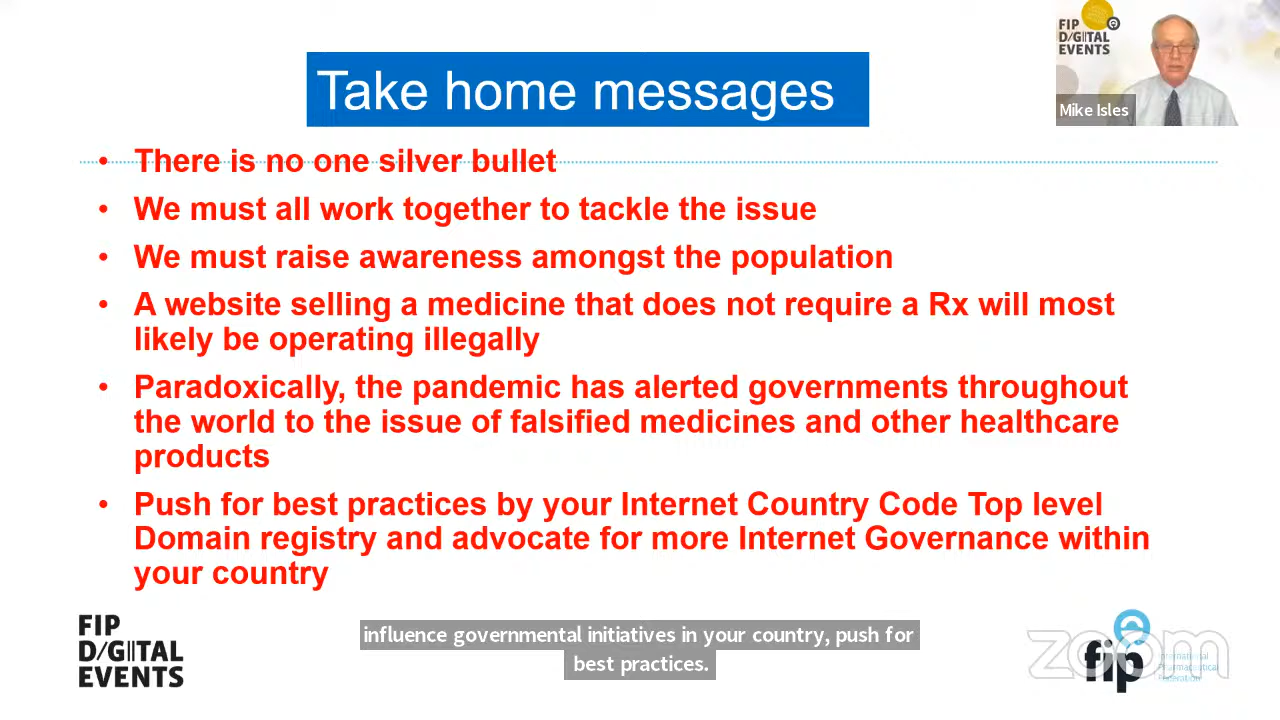 Take home messages
FIP
D/GITAL
EVENTS
Mike Isles
• There is no one silver bullet
• We must all work together to tackle the issue
• We must raise awareness amongst the population
• A website selling a medicine that does not require a Rx will most
likely be operating illegally
• Paradoxically, the pandemic has alerted governments throughout
the world to the issue of falsified medicines and other healthcare
products
• Push for best practices by your Internet Country Code Top level
Domain registry and advocate for more Internet Governance within
your country
FIP
D/GITAL
EVENTS
influence governmental initiatives in your country, push for
best practices.
zoom
fip
International
Pharmaceutical
Federation